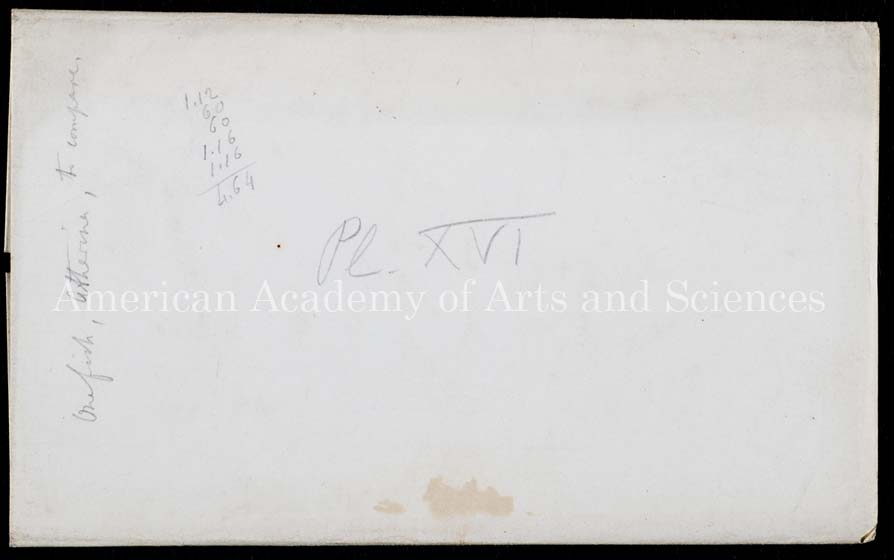 One fish, atherina, to compare.
1.12
60
60
1.16
1.16
4.64
Pl. XVI
American Academy of Arts and Sciences